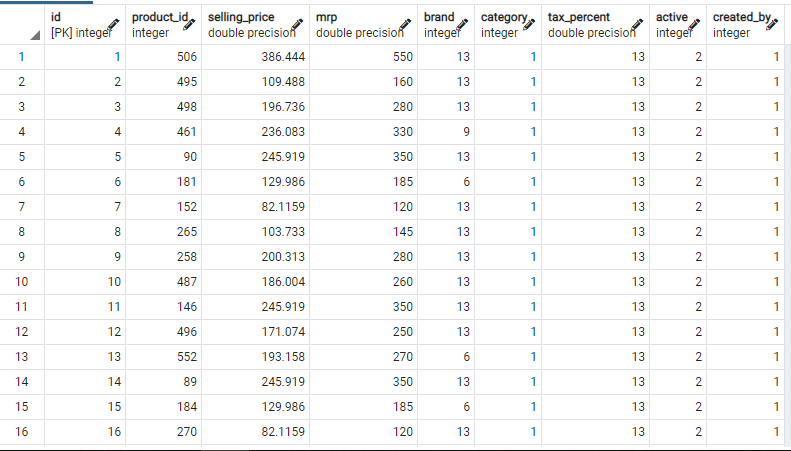 id product_id selling_price mrp brand category tax_percent active created_by
[PK] integer integer double precision double precision integer integer double precision integer integer
1 1 506 386.444 550 13 1 13 2 1
2 2 495 109.488 160 13 1 13 2 1
3 3 498 196.736 280 13 1 13 2 1
4 4 461 236.083 330 9 1 13 2 1
5 5 90 245.919 350 13 1 13 2 1
6 6 181 129.986 185 6 1 13 2 1
7 7 152 82.1159 120 13 1 13 2 1
8 8 265 103.733 145 13 1 13 2 1
9 9 258 200.313 280 13 1 13 2 1
10 10 487 186.004 260 13 1 13 2 1
11 11 146 245.919 350 13 1 13 2 1
12 12 496 171.074 250 13 1 13 2 1
13 13 552 193.158 270 6 1 13 2 1
14 14 89 245.919 350 13 1 13 2 1
15 15 184 129.986 185 6 1 13 2 1
16 16 270 82.1159 120 13 1 13 2 1